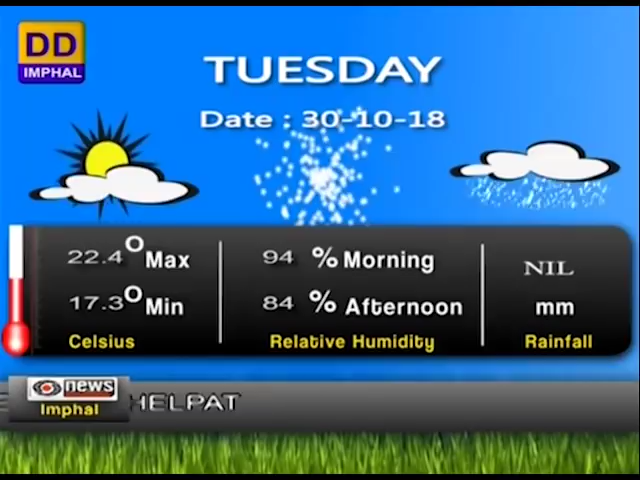 DD
IMPHAL
TUESDAY
Date : 30-10-18
22.4° Max
94 % Morning
NIL
17.3° Min
84 % Afternoon
mm
Celsius
Relative Humidity
Rainfall
news
Imphal
HELPAT